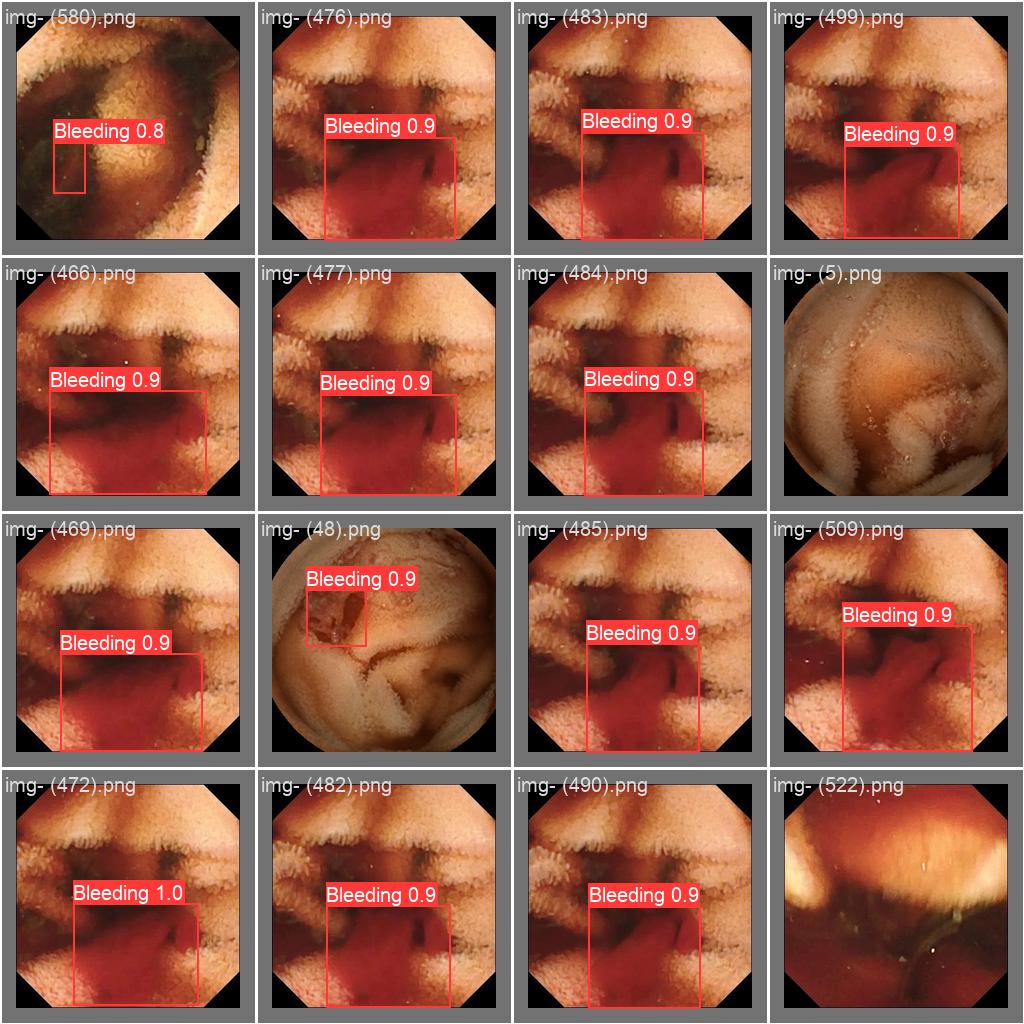 img- (580).png
img- (476).png
img- (483).png
img- (499).png
Bleeding 0.8
Bleeding 0.9
Bleeding 0.9
Bleeding 0.9
img- (466).png
img- (477).png
img- (484).png
img- (5).png
Bleeding 0.9
Bleeding 0.9
Bleeding 0.9
img- (469).png
img- (48).png
img- (485).png
img- (509).png
Bleeding 0.9
Bleeding 0.9
Bleeding 0.9
Bleeding 0.9
img- (472).png
img- (482).png
img- (490).png
img- (522).png
Bleeding 1.0
Bleeding 0.9
Bleeding 0.9